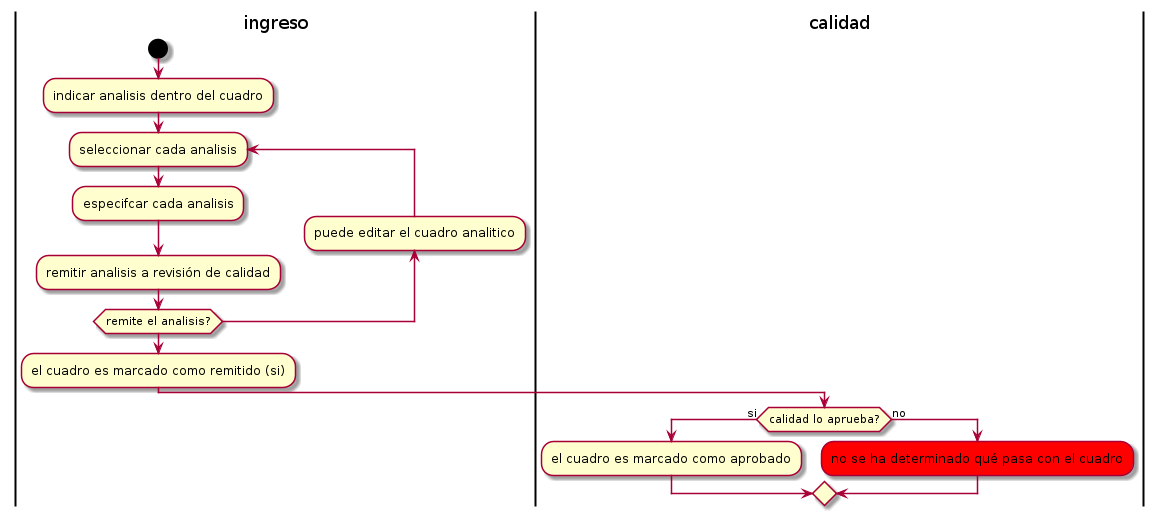 ingreso
calidad
indicar analisis dentro del cuadro
seleccionar cada analisis
especifcar cada analisis
puede editar el cuadro analitico
remitir analisis a revisión de calidad
remite el analisis?
el cuadro es marcado como remitido (si)
si
calidad lo aprueba?
no
el cuadro es marcado como aprobado
no se ha determinado qué pasa con el cuadro